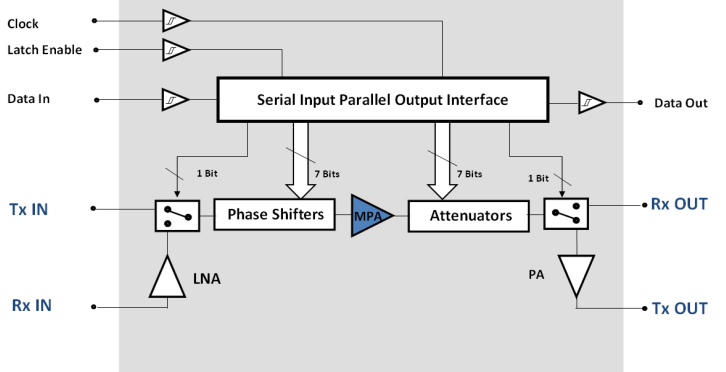 Clock
Latch Enable
Data In
Serial Input Parallel Output Interface
Data Out
1 Bit
7 Bits
7 Bits
1 Bit
Tx IN
Phase Shifters
MPA
Attenuators
Rx OUT
LNA
PA
Rx IN
Tx OUT